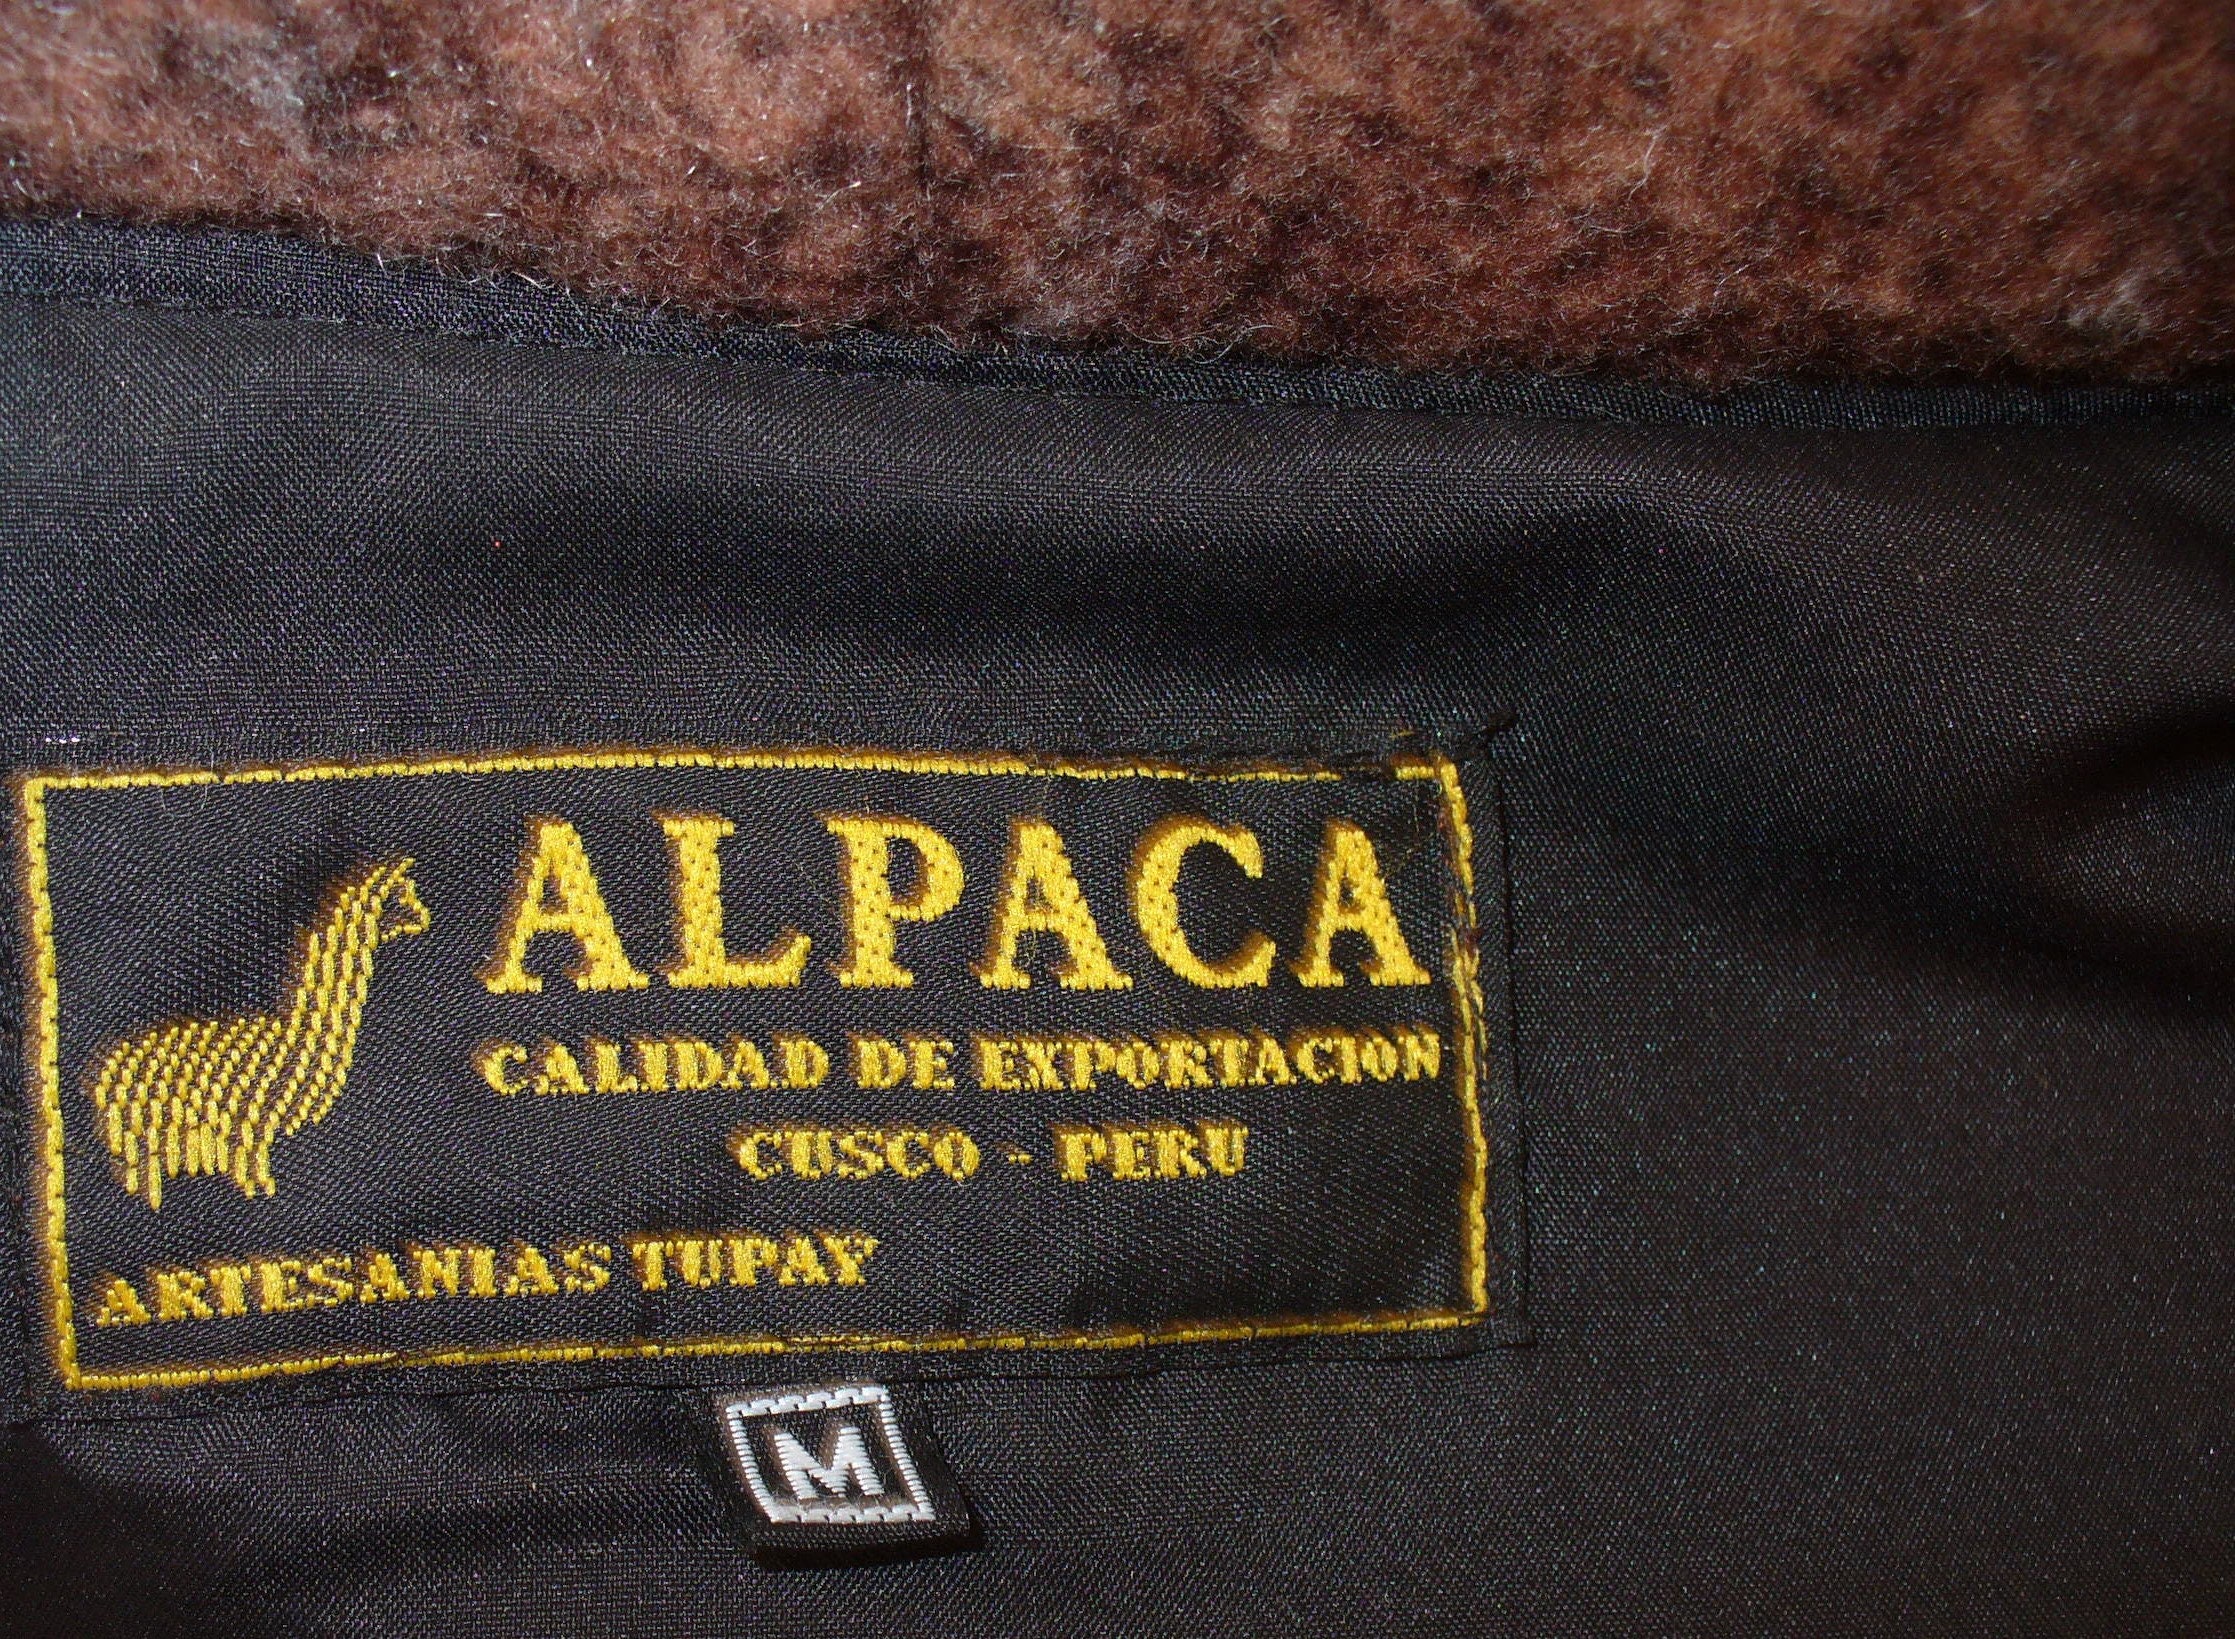 ALPACA
CALIDAD DE EXPORTACION
CUSCO - PERU
ARTESANIAS TUPAY
M